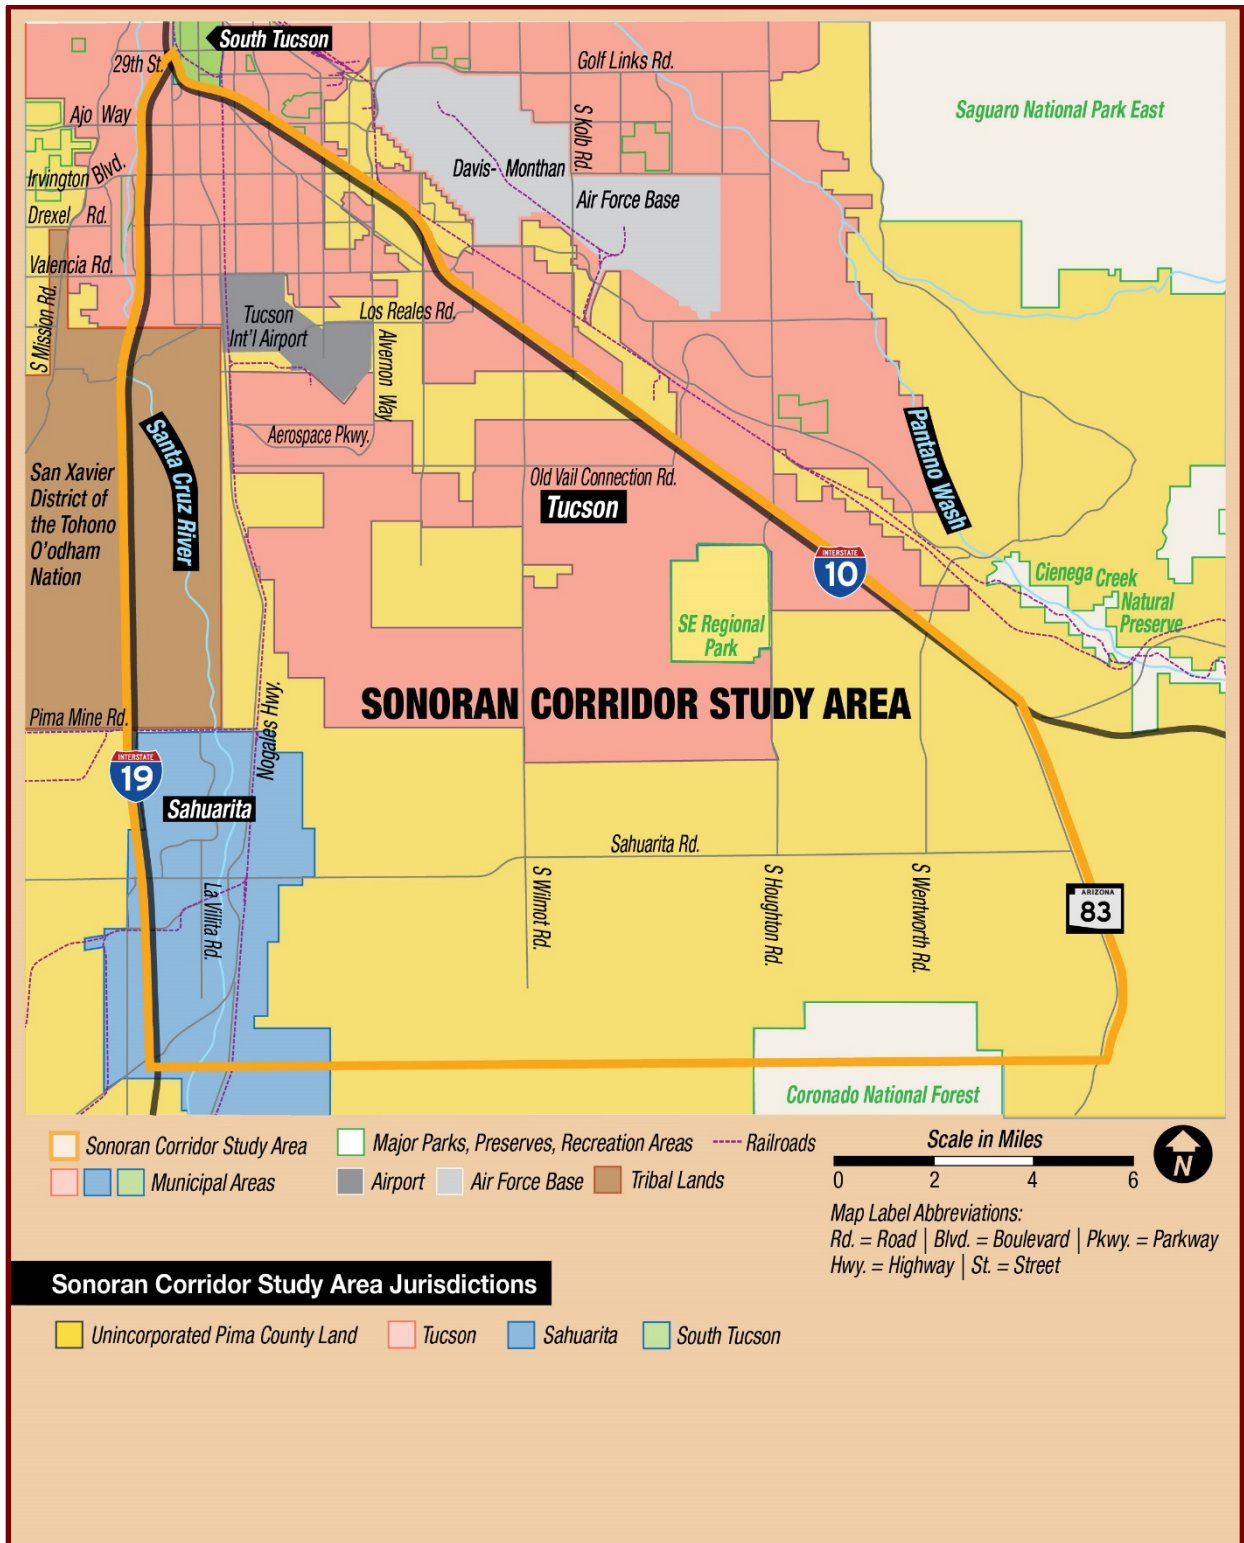 South Tucson
29th St.
Golf Links Rd.
Saguaro National Park East
Ajo Way
S Kolb Rd.
Davis-Monthan
Air Force Base
Irvington Blvd.
Drexel Rd.
Valencia Rd.
S Mission Rd.
Tucson
Int'l Airport
Los Reales Rd.
Alvernon Way
Aerospace Pkwy.
Santa Cruz River
San Xavier
District of
the Tohono
O'odham
Nation
Old Vail Connection Rd.
Tucson
Pantano Wash
INTERSTATE
10
Cienega Creek
Natural
Preserve
SE Regional
Park
SONORAN CORRIDOR STUDY AREA
Pima Mine Rd.
Nogales Hwy.
INTERSTATE
19
Sahuarita
Sahuarita Rd.
La Villita Rd.
S Wilmot Rd.
S Houghton Rd.
S Wentworth Rd.
ARIZONA
83
Coronado National Forest
Sonoran Corridor Study Area
Major Parks, Preserves, Recreation Areas
Railroads
Municipal Areas
Airport
Air Force Base
Tribal Lands
Scale in Miles
0 2 4 6
N
Map Label Abbreviations:
Rd. = Road | Blvd. = Boulevard | Pkwy. = Parkway
Hwy. = Highway | St. = Street
Sonoran Corridor Study Area Jurisdictions
Unincorporated Pima County Land
Tucson
Sahuarita
South Tucson